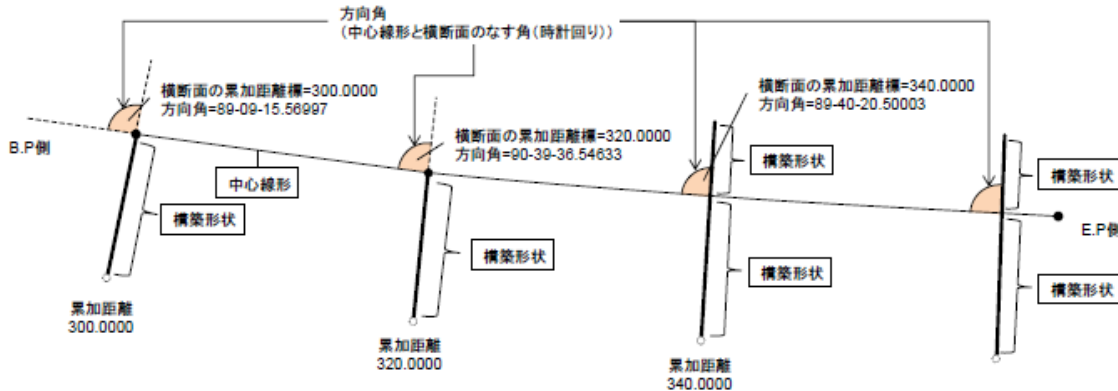 方向角
(中心線形と横断面のなす角(時計回り))
横断面の累加距離標=300.0000
方向角=89-09-15.56997
横断面の累加距離標=340.0000
方向角=89-40-20.50003
横断面の累加距離標=320.0000
方向角=90-39-36.54633
B.P側
中心線形
構築形状
構築形状
構築形状
構築形状
構築形状
構築形状
E.P側
累加距離
300.0000
累加距離
320.0000
累加距離
340.0000